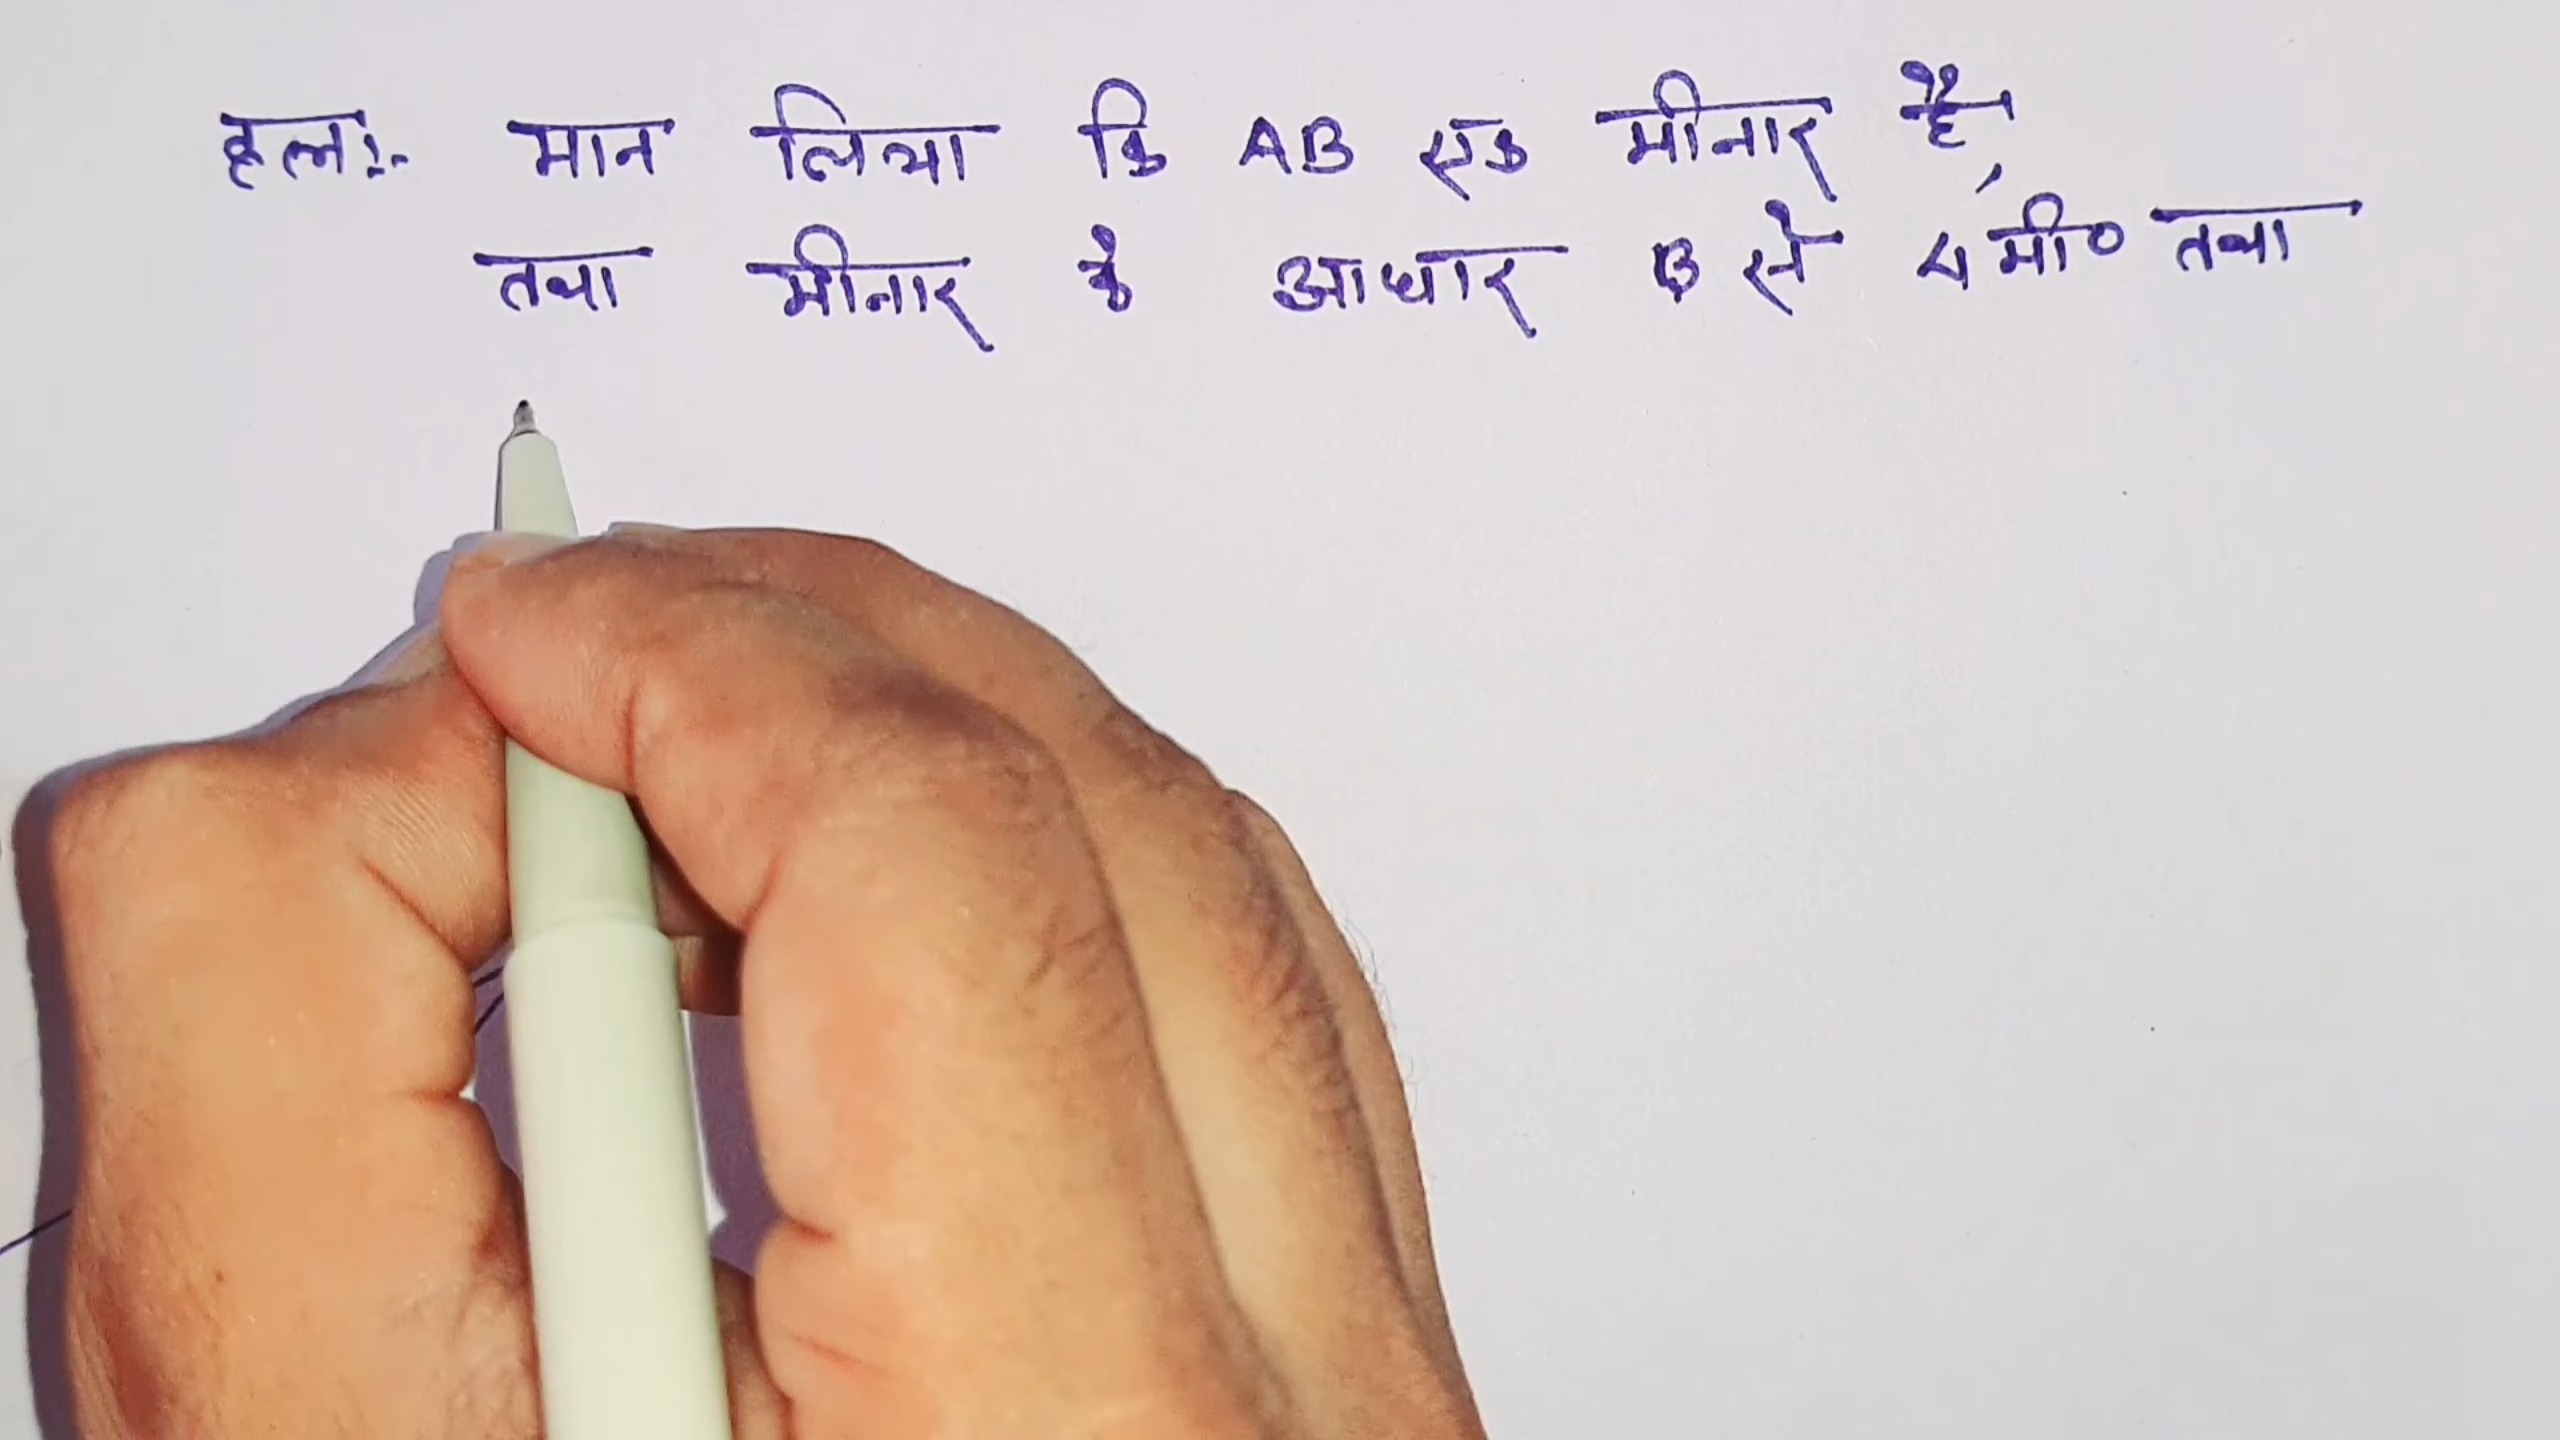 हल:- मान लिया कि AB एक मीनार है,
तथा मीनार के आधार B से 4 मी० तथा